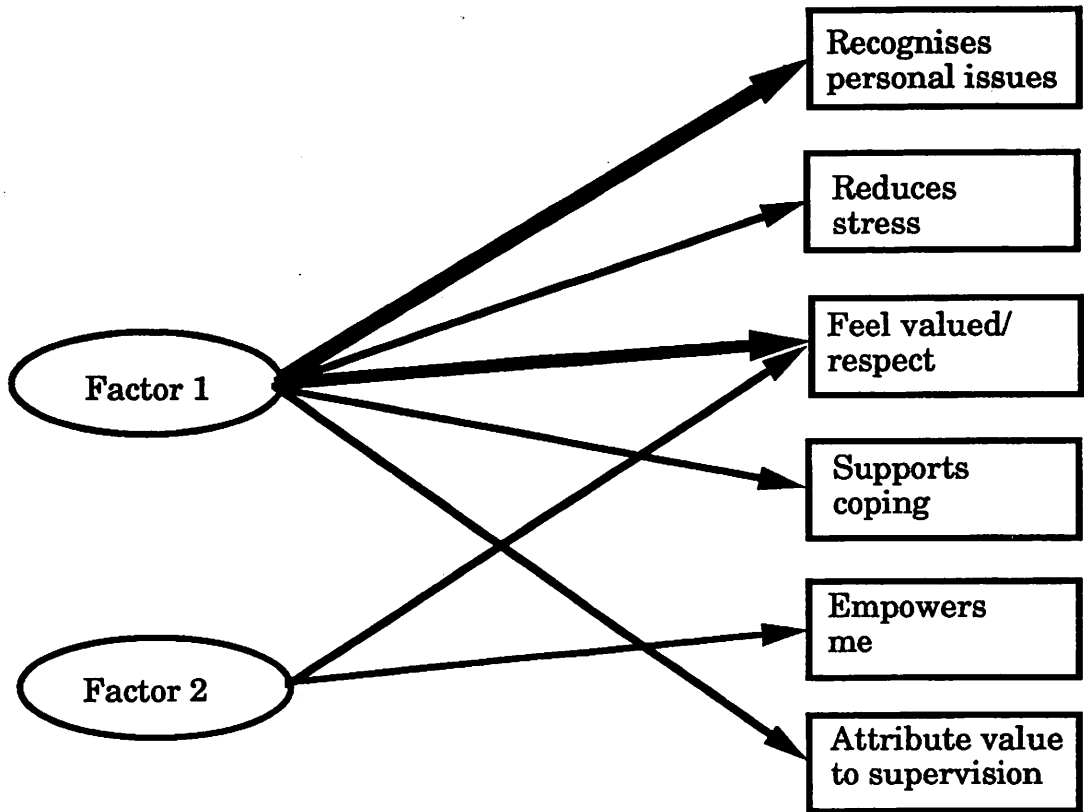 Recognises
personal issues
Reduces
stress
Feel valued/
respect
Factor 1
Supports
coping
Empowers
me
Factor 2
Attribute value
to supervision